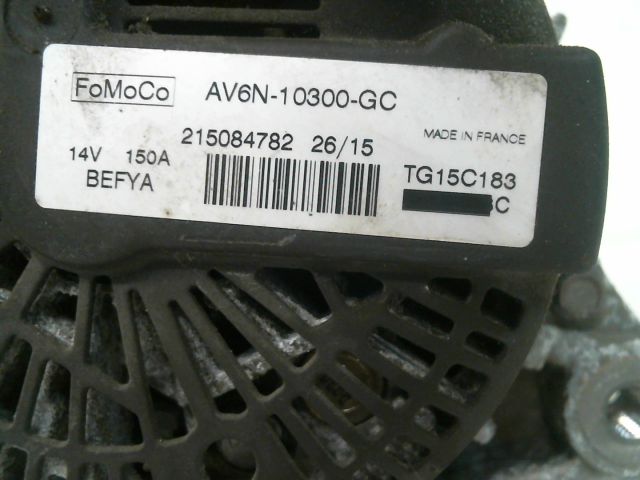 FoMoCo AV6N-10300-GC
215084782 26/15 MADE IN FRANCE
14V 150A
BEFYA
TG15C183
C